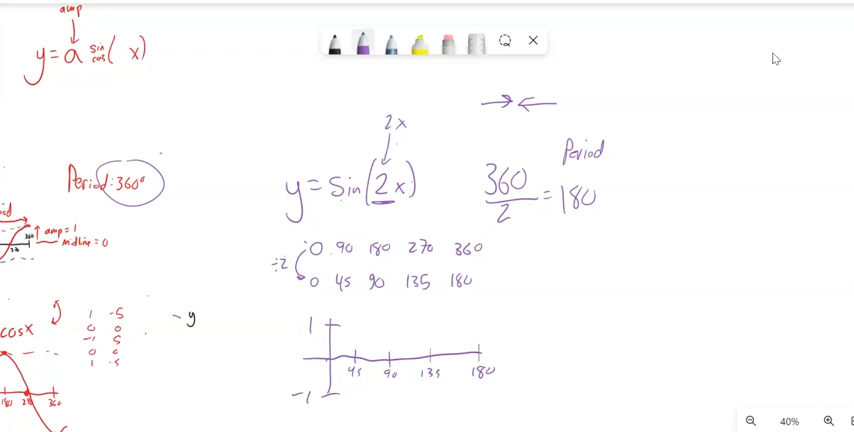 amp
y = a sin cos ( x)
2x
Period
Period: 360°
y = sin(2x)
360
2
= 180
amp = 1
midline = 0
360
270
÷2
0 90 180 270 360
0 45 90 135 180
cosx
1 -5
0 0
-1 5
0 0
1 -5
-y
1
45 90 135 180
-1
180 270 360
40%